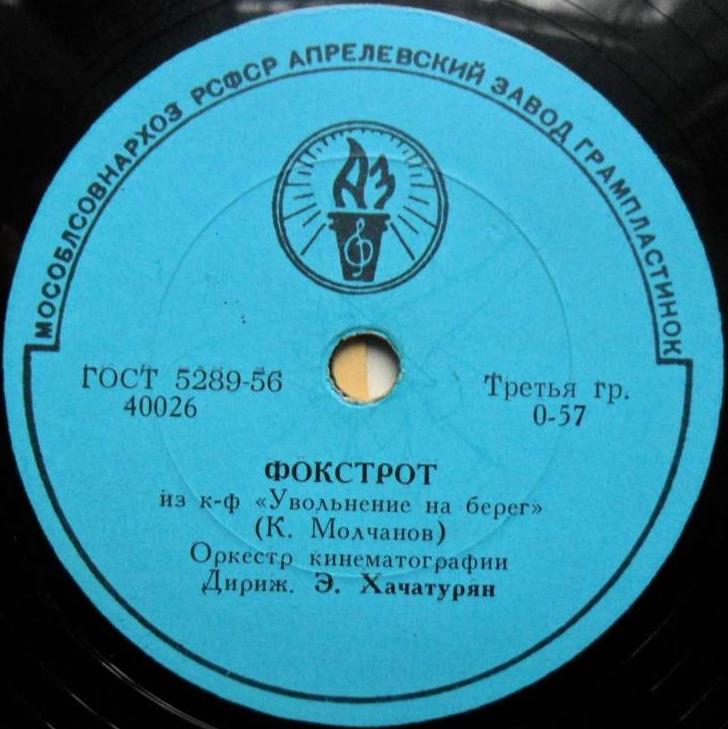 МОСОБЛСОВНАРХОЗ РСФСР АПРЕЛЕВСКИЙ ЗАВОД ГРАМПЛАСТИНОК
АЗ
ГОСТ 5289-56
40026
Третья гр.
0-57
ФОКСТРОТ
из к-ф «Увольнение на берег»
(К. Молчанов)
Оркестр кинематографии
Дириж. Э. Хачатурян